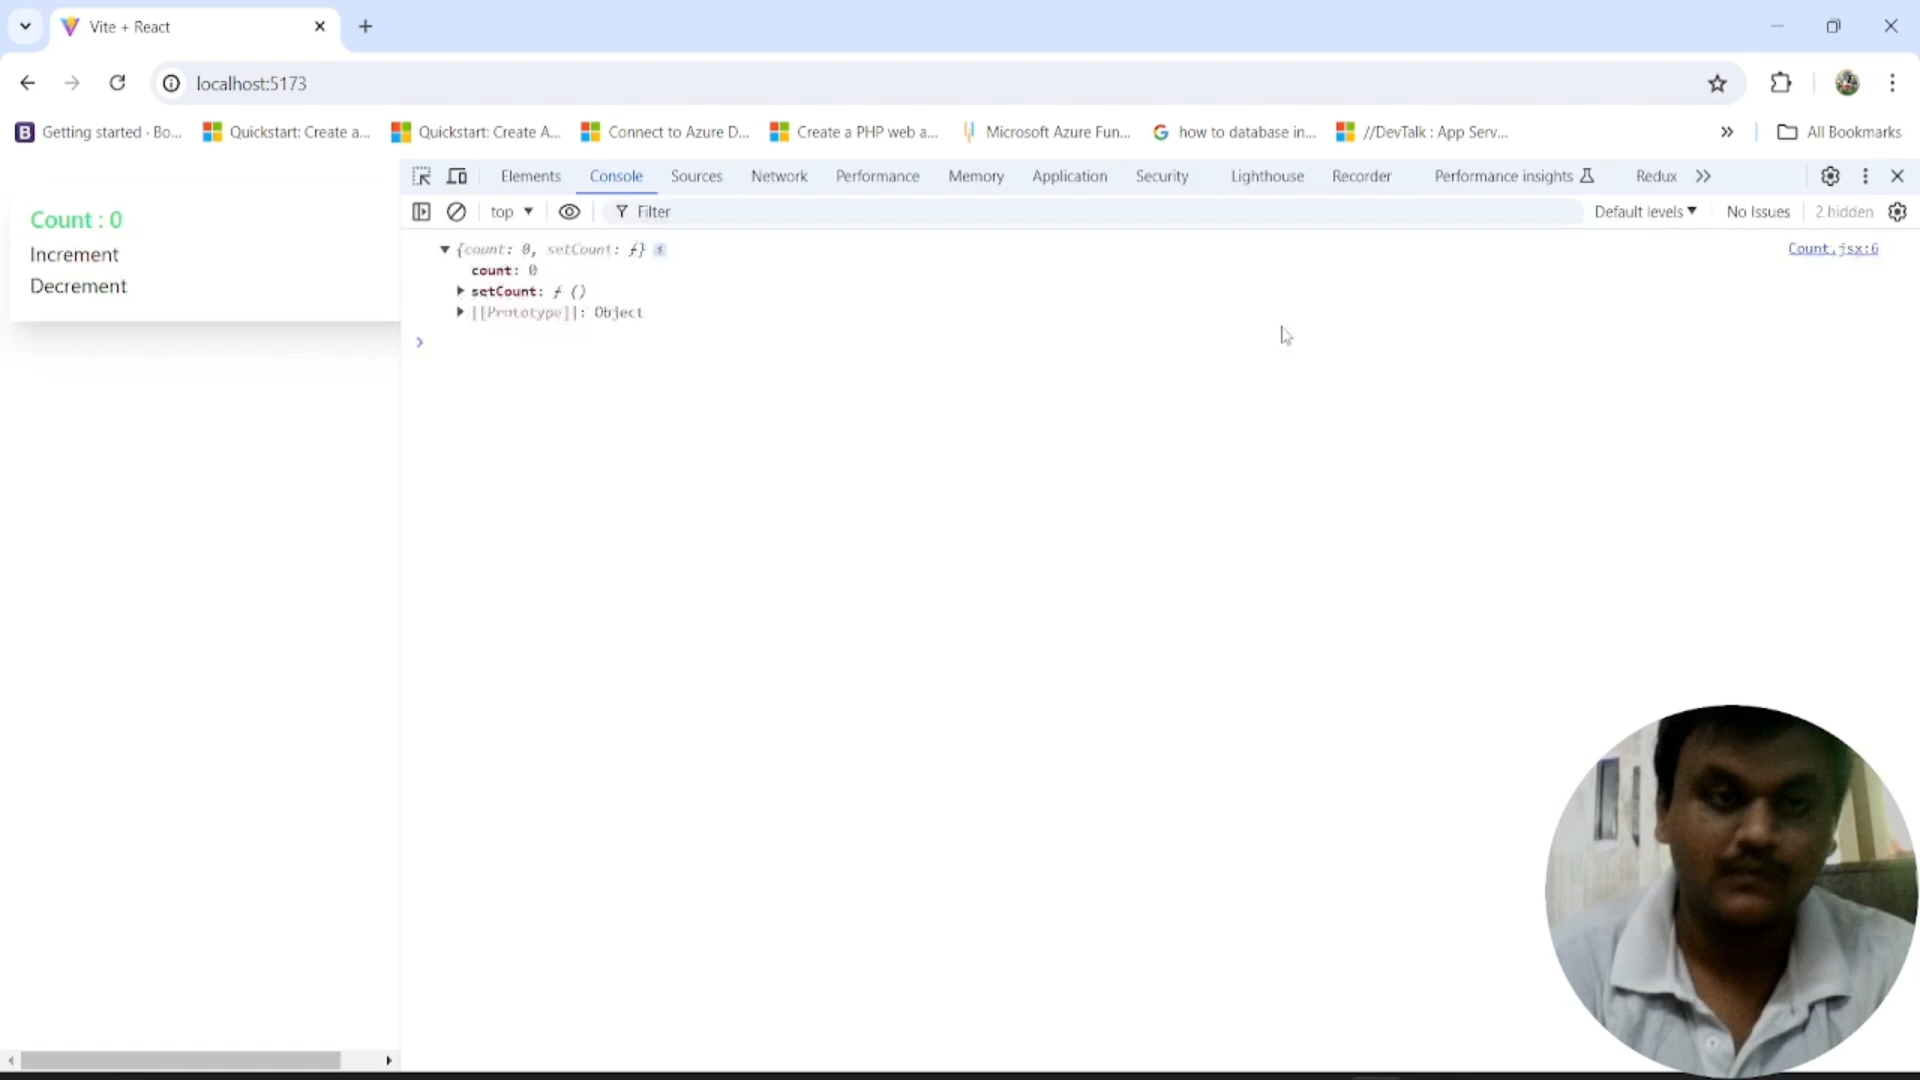 Vite + React
localhost:5173
Getting started · Bo...
Quickstart: Create a...
Quickstart: Create A...
Connect to Azure D...
Create a PHP web a...
Microsoft Azure Fun...
how to database in...
//DevTalk : App Serv...
All Bookmarks
Elements Console Sources Network Performance Memory Application Security Lighthouse Recorder Performance insights Redux
top Filter Default levels No Issues 2 hidden
Count : 0
Increment
Decrement
{count: 0, setCount: ƒ} Count.jsx:6
count: 0
setCount: ƒ ()
[[Prototype]]: Object